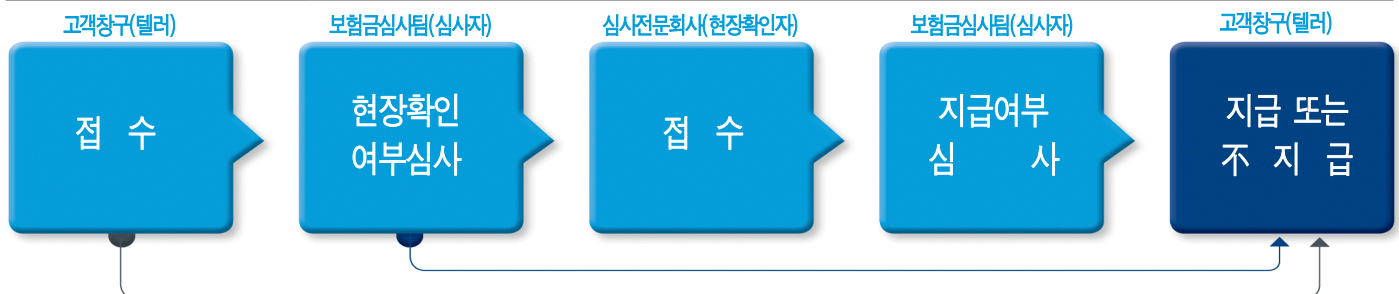 고객창구(텔러)
접 수
보험금심사팀(심사자)
현장확인
여부심사
심사전문회사(현장확인자)
접 수
보험금심사팀(심사자)
지급여부
심 사
고객창구(텔러)
지급 또는
不 지 급